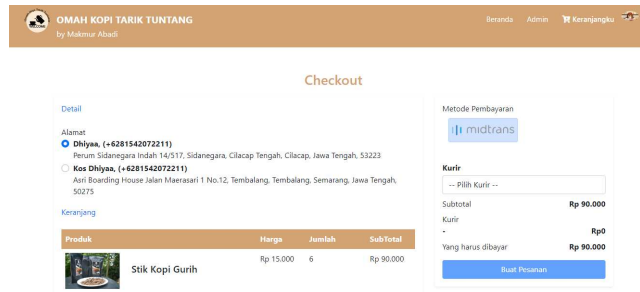 OMAH KOPI TARIK TUNTANG
by Makmur Abadi
Beranda Admin Keranjangku
Checkout
Detail
Alamat
Dhiyaa, (+6281542072211)
Perum Sidanegara Indah 14/517, Sidanegara, Cilacap Tengah, Cilacap, Jawa Tengah, 53223
Kos Dhiyaa, (+6281542072211)
Asri Boarding House Jalan Maerasari 1 No.12, Tembalang, Tembalang, Semarang, Jawa Tengah,
50275
Keranjang
Produk Harga Jumlah SubTotal
Stik Kopi Gurih Rp 15.000 6 Rp 90.000
Metode Pembayaran
midtrans
Kurir
-- Pilih Kurir --
Subtotal Rp 90.000
Kurir
- Rp0
Yang harus dibayar Rp 90.000
Buat Pesanan